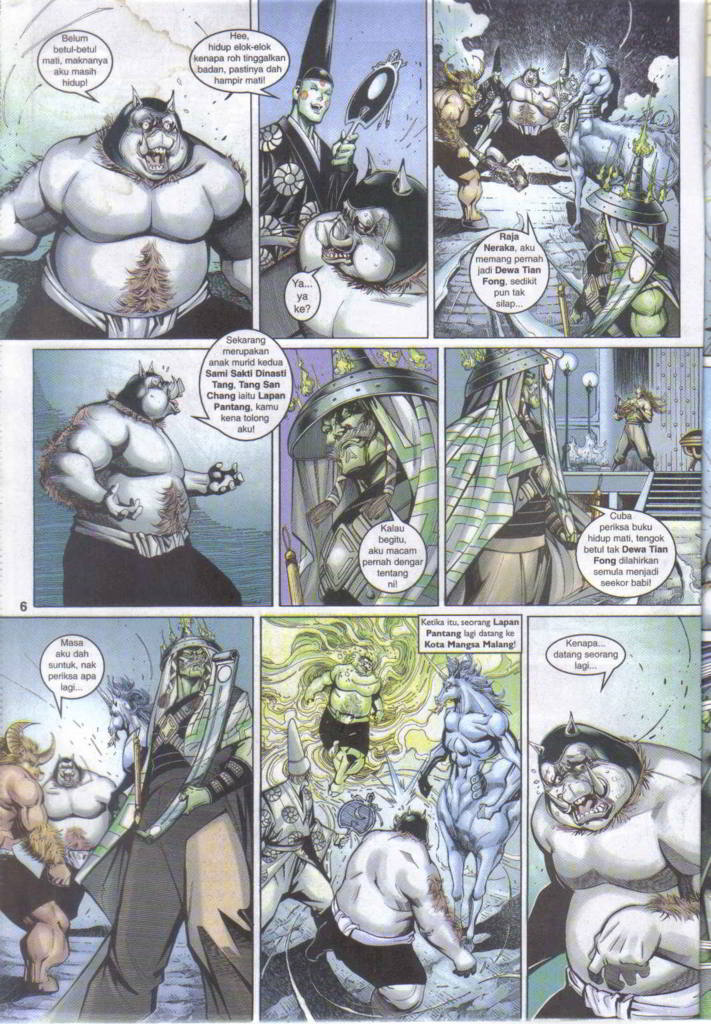 Belum
betul-betul
mati, maknanya
aku masih
hidup!
Hee,
hidup elok-elok
kenapa roh tinggalkan
badan, pastinya dah
hampir mati!
Ya...
ya
ke?
Raja
Neraka, aku
memang pernah
jadi Dewa Tian
Fong, sedikit
pun tak
silap...
Sekarang
merupakan
anak murid kedua
Sami Sakti Dinasti
Tang, Tang San
Chang iaitu Lapan
Pantang, kamu
kena tolong
aku!
Kalau
begitu,
aku macam
pernah dengar
tentang
ni!
Cuba
periksa buku
hidup mati, tengok
betul tak Dewa Tian
Fong dilahirkan
semula menjadi
seekor babi!
6
Masa
aku dah
suntuk, nak
periksa apa
lagi...
Ketika itu, seorang Lapan
Pantang lagi datang ke
Kota Mangsa Malang!
Kenapa...
datang seorang
lagi...